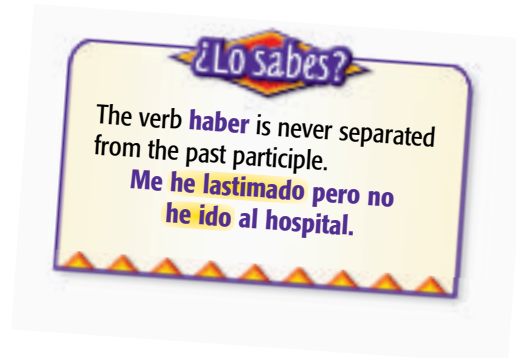 ¿Lo sabes?
The verb haber is never separated
from the past participle.
Me he lastimado pero no
he ido al hospital.